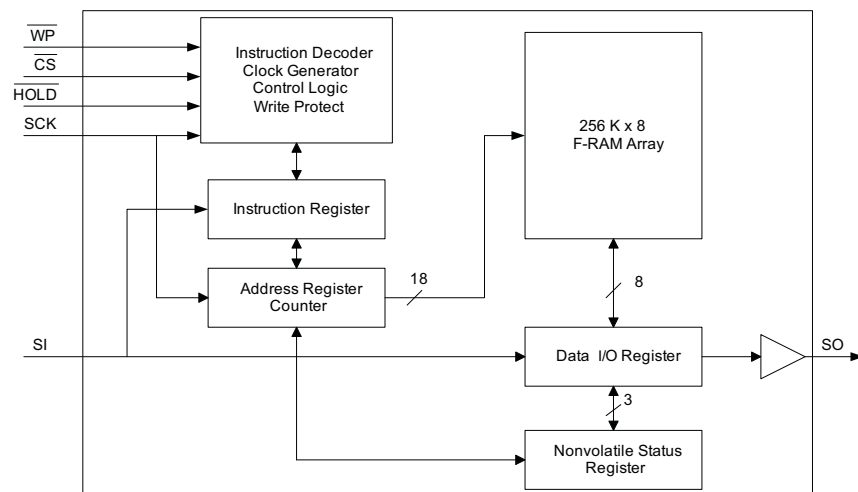 WP
CS
HOLD
SCK
Instruction Decoder
Clock Generator
Control Logic
Write Protect
256 K x 8
F-RAM Array
Instruction Register
Address Register
Counter
18
8
SI
Data I/O Register
SO
3
Nonvolatile Status
Register